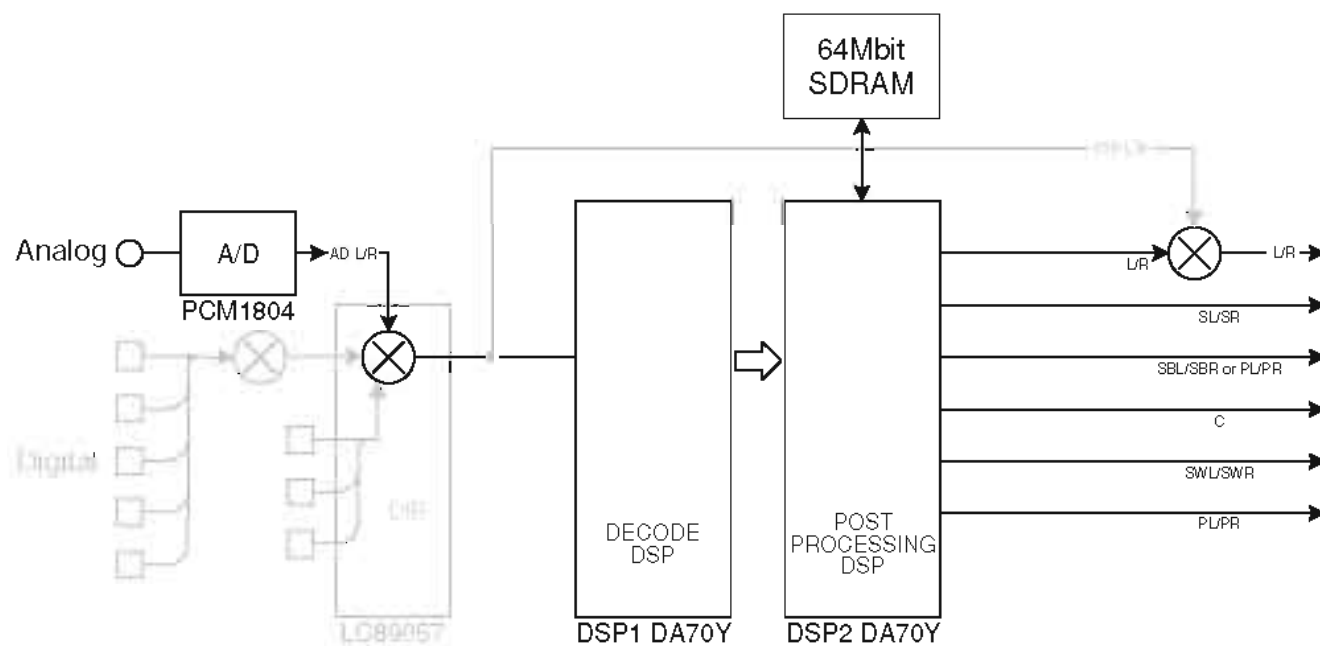 64Mbit
SDRAM
Analog
A/D
AD L/R
PCM1804
L/R
L/R
SL/SR
SBL/SBR or PL/PR
C
SWL/SWR
PL/PR
Digital
DIR
DECODE
DSP
POST
PROCESSING
DSP
LC89057
DSP1 DA70Y
DSP2 DA70Y